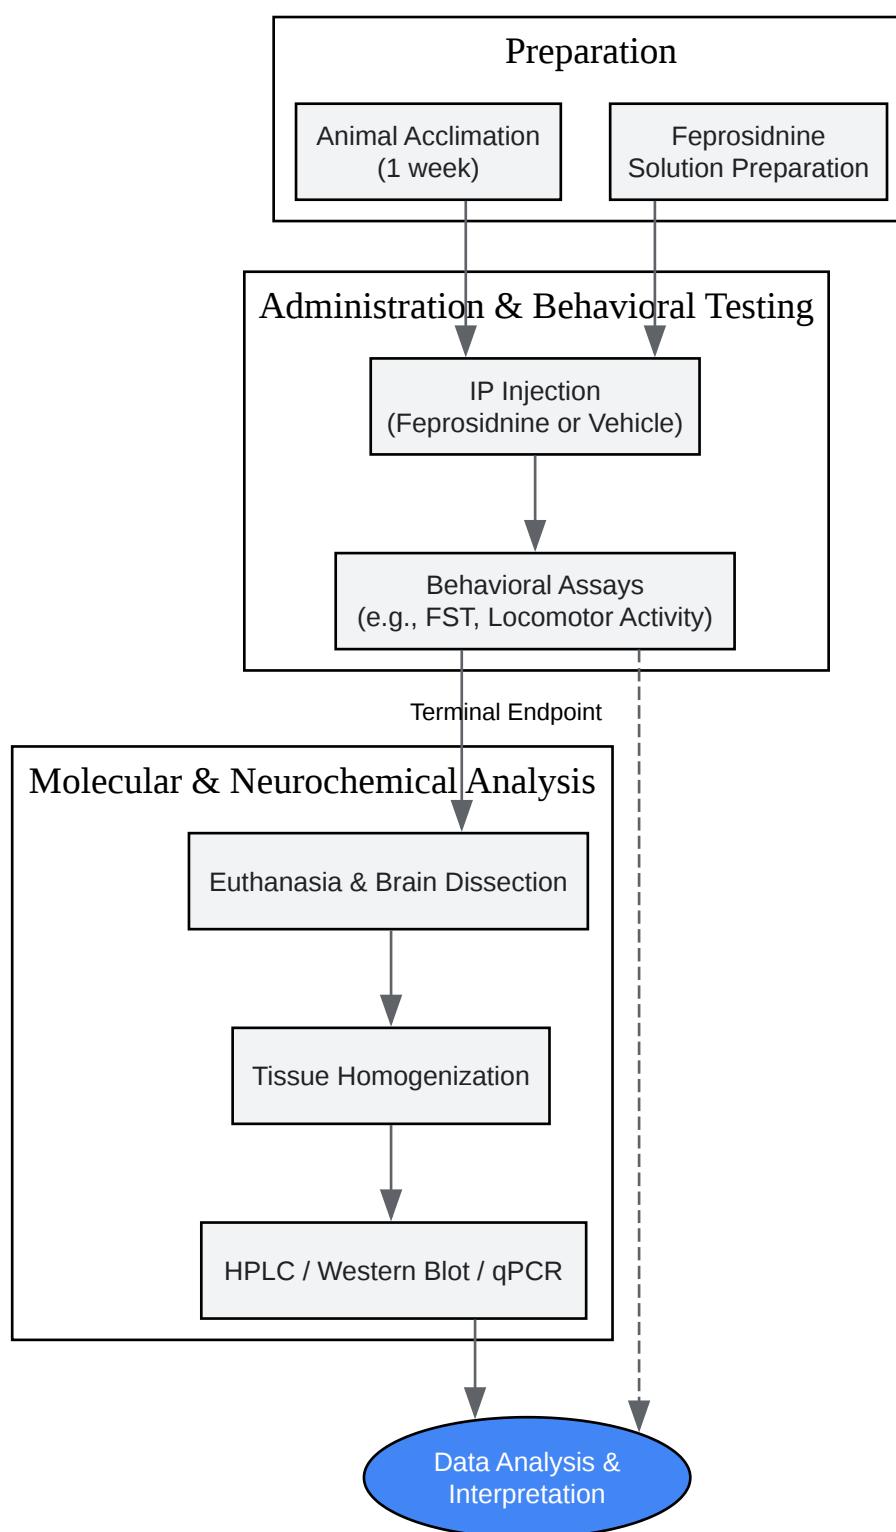 Preparation
Animal Acclimation
(1 week)
Feprosidnine
Solution Preparation
Administration & Behavioral Testing
IP Injection
(Feprosidnine or Vehicle)
Behavioral Assays
(e.g., FST, Locomotor Activity)
Terminal Endpoint
Molecular & Neurochemical Analysis
Euthanasia & Brain Dissection
Tissue Homogenization
HPLC / Western Blot / qPCR
Data Analysis &
Interpretation